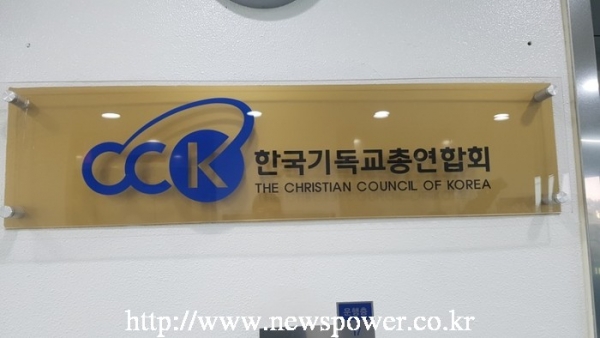 CCK 한국기독교총연합회
THE CHRISTIAN COUNCIL OF KOREA
http://www.newspower.co.kr